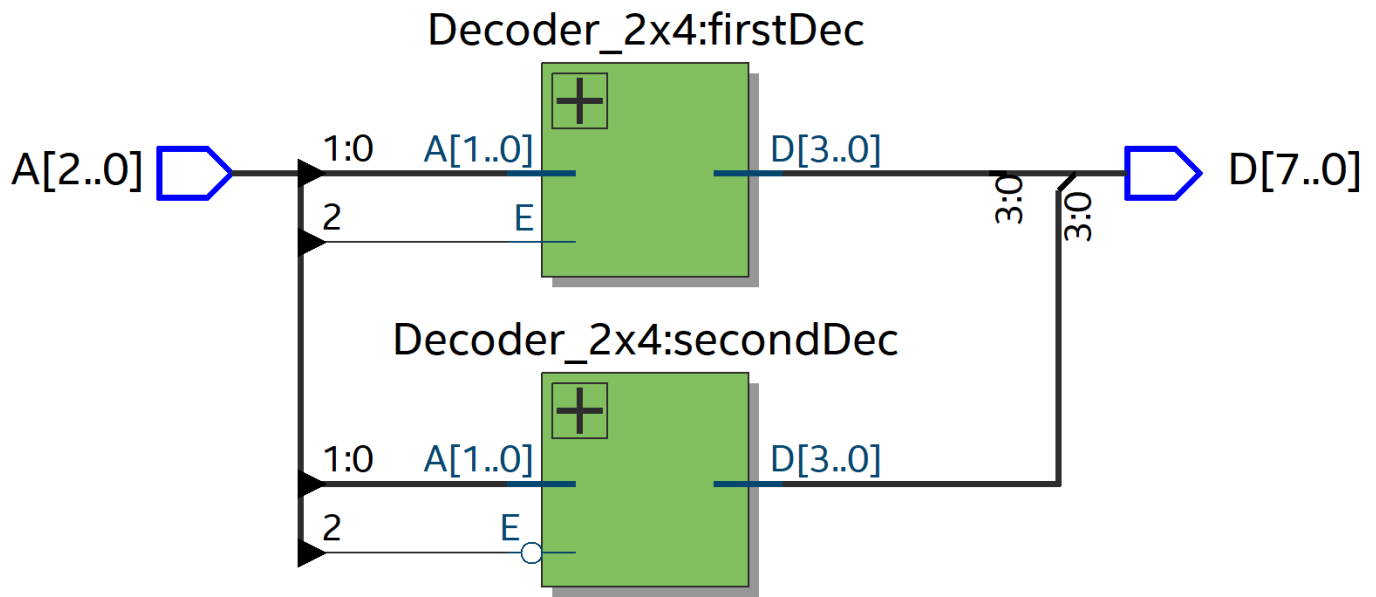 Decoder_2x4:firstDec
A[2..0]
1:0
A[1..0]
D[3..0]
3:0
3:0
D[7..0]
2
E
Decoder_2x4:secondDec
1:0
A[1..0]
D[3..0]
2
E